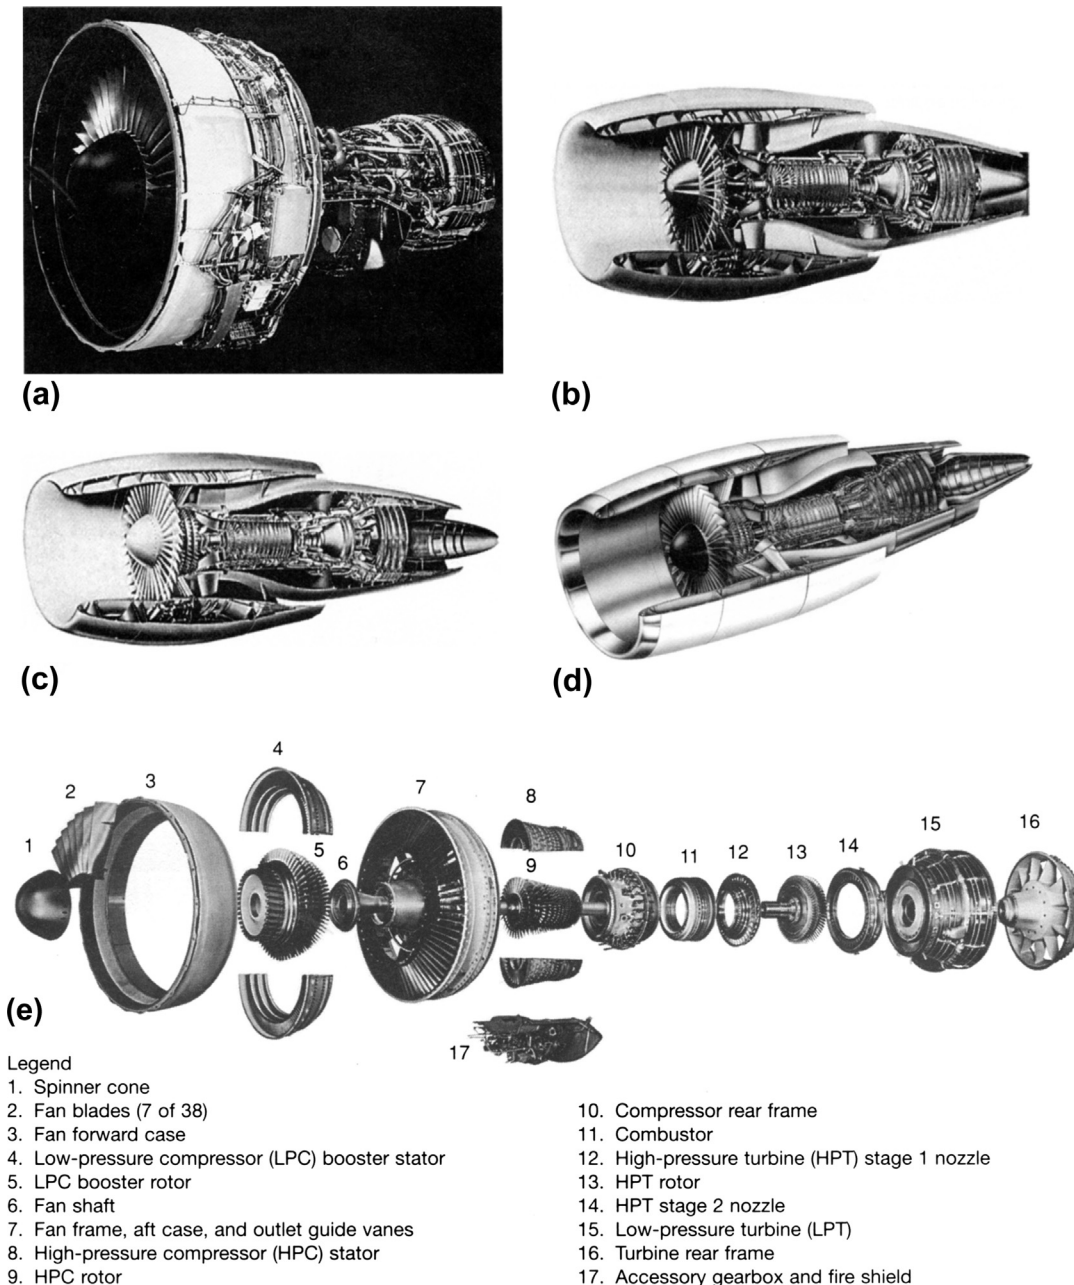 (a)
(b)
(c)
(d)
4
3
7
2
8
15
16
1
5
6
9
10
11
12
13
14
(e)
17
Legend
1. Spinner cone
2. Fan blades (7 of 38)
3. Fan forward case
4. Low-pressure compressor (LPC) booster stator
5. LPC booster rotor
6. Fan shaft
7. Fan frame, aft case, and outlet guide vanes
8. High-pressure compressor (HPC) stator
9. HPC rotor
10. Compressor rear frame
11. Combustor
12. High-pressure turbine (HPT) stage 1 nozzle
13. HPT rotor
14. HPT stage 2 nozzle
15. Low-pressure turbine (LPT)
16. Turbine rear frame
17. Accessory gearbox and fire shield